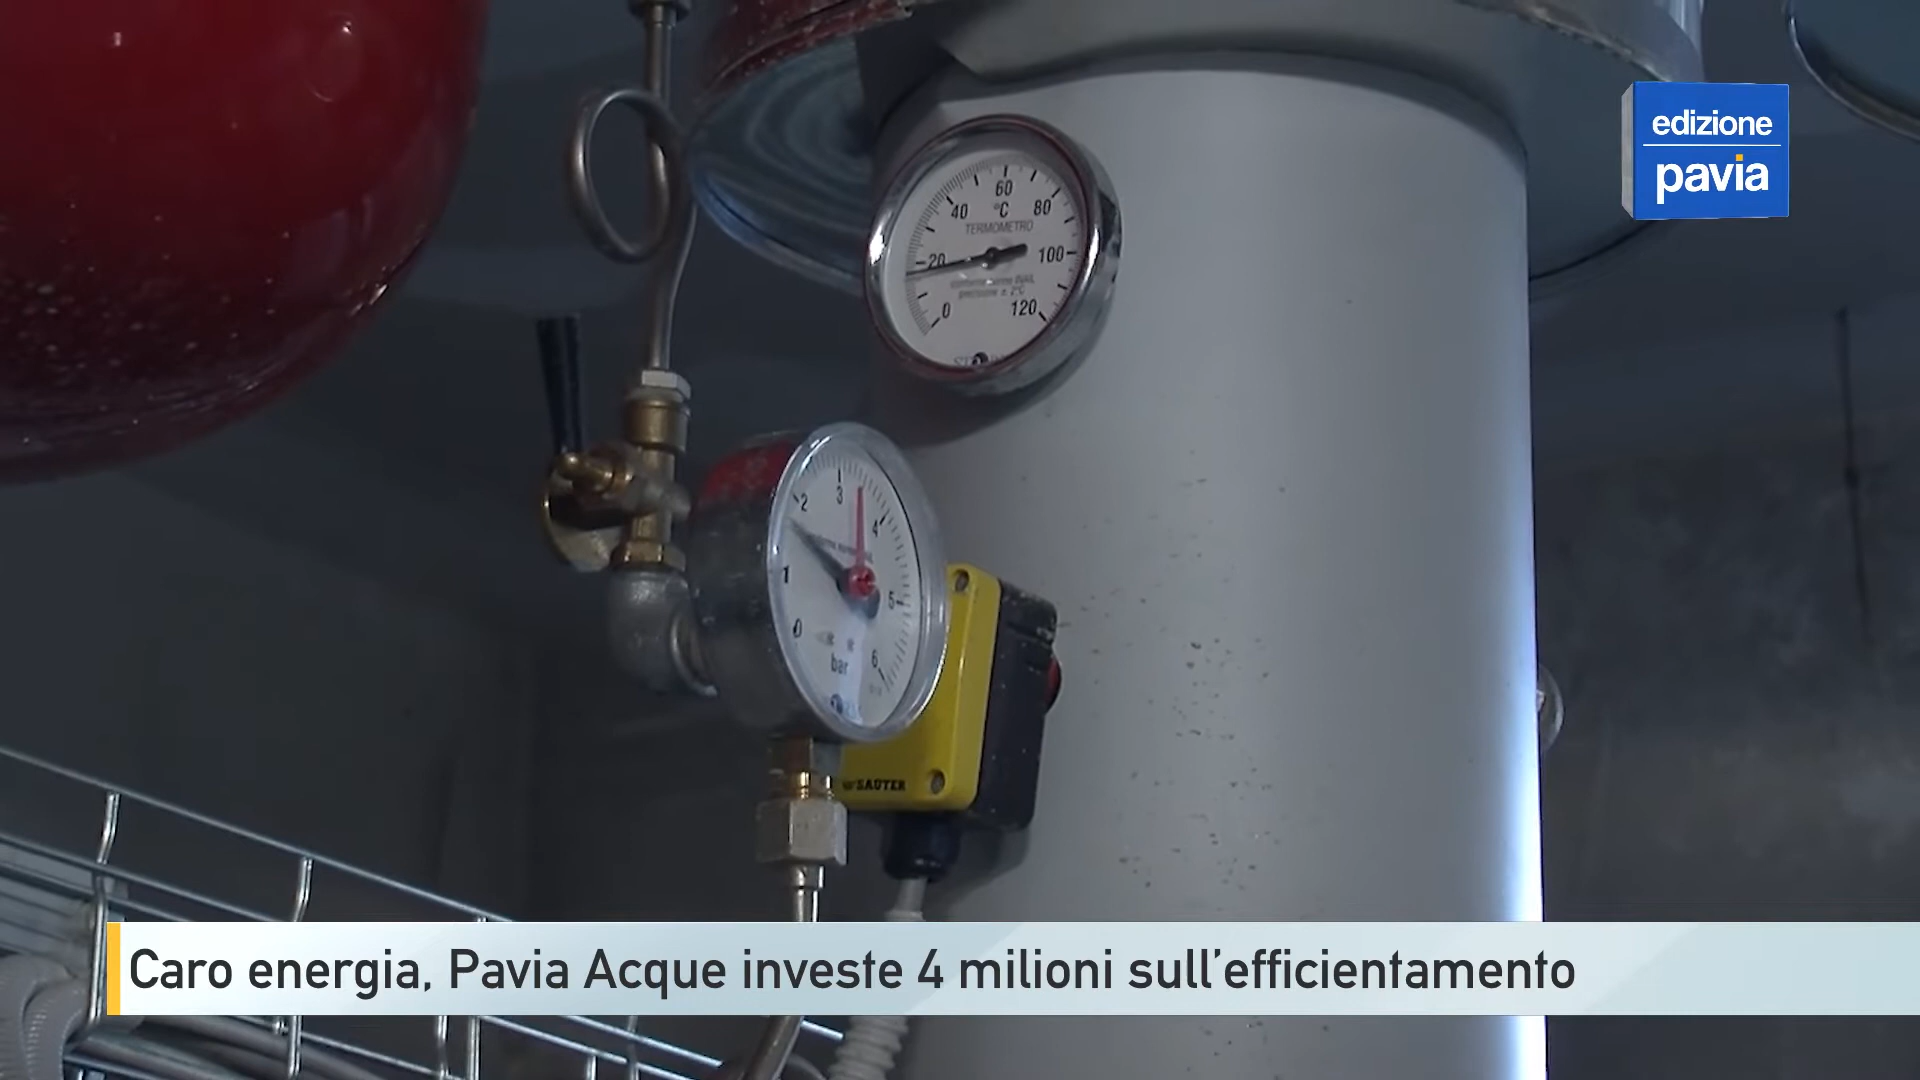 edizione
pavia
60
40 °C 80
TERMOMETRO
20 100
0 120
3
2
4
1
5
0
6
bar
SAUTER
Caro energia, Pavia Acque investe 4 milioni sull'efficientamento